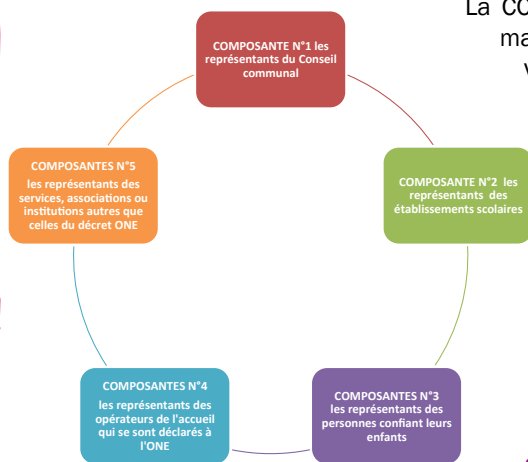 La CO
ma
COMPOSANTE N°1 les
représentants du Conseil
communal
COMPOSANTE N°2 les
représentants des
établissements scolaires
COMPOSANTES N°3
les représentants des
personnes confiant leurs
enfants
COMPOSANTES N°4
les représentants des
opérateurs de l'accueil
qui se sont déclarés à
l'ONE
COMPOSANTES N°5
les représentants des
services, associations ou
institutions autres que
celles du décret ONE